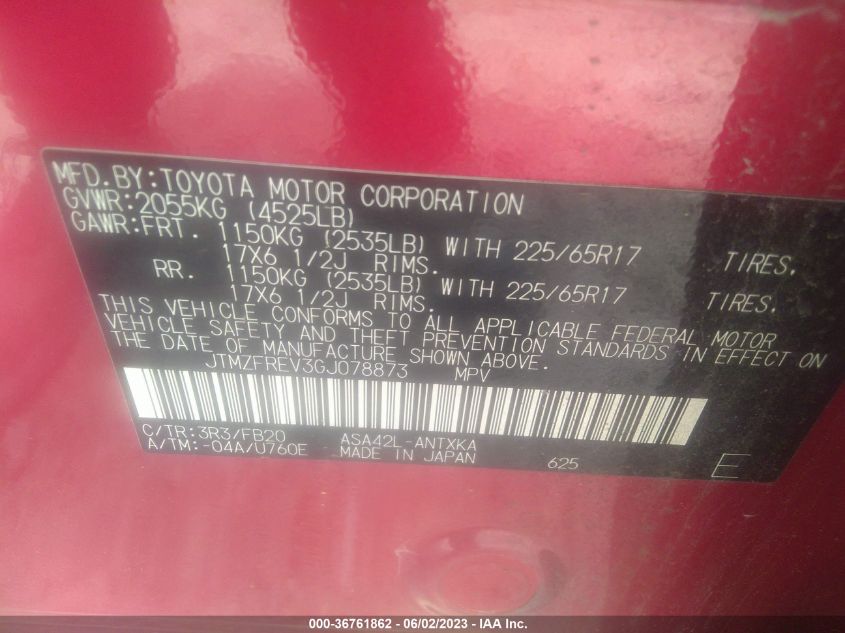 MFD.BY:TOYOTA MOTOR CORPORATION
GVWR:2055KG (4525LB)
GAWR:FRT. 1150KG (2535LB) WITH 225/65R17 TIRES,
17X6 1/2J RIMS.
RR. 1150KG (2535LB) WITH 225/65R17 TIRES,
17X6 1/2J RIMS.
THIS VEHICLE CONFORMS TO ALL APPLICABLE FEDERAL MOTOR
VEHICLE SAFETY AND THEFT PREVENTION STANDARDS IN EFFECT ON
THE DATE OF MANUFACTURE SHOWN ABOVE.
JTMZFREV3GJ078873 MPV
C/TR:3R3/FB20 ASA42L-ANTXKA
A/TM:-04A/U760E MADE IN JAPAN 625 E
000-36761862 - 06/02/2023 - IAA Inc.